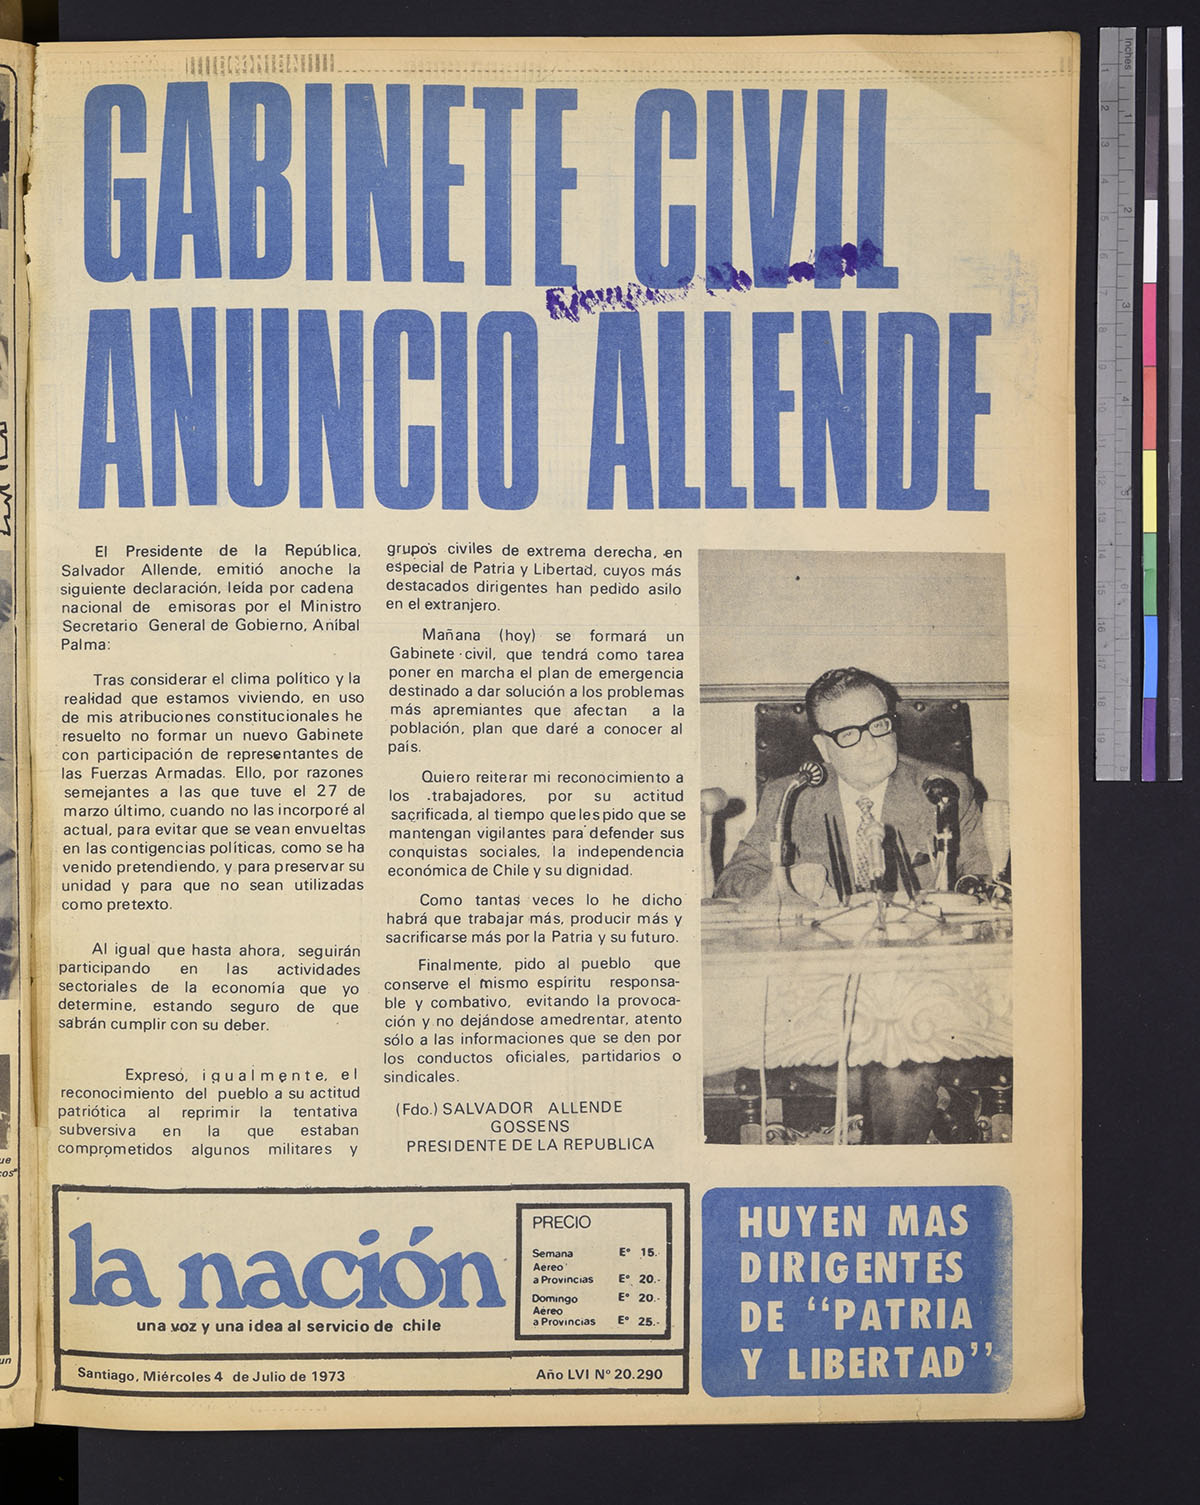 GABINETE CIVIL
ANUNCIO ALLENDE
El Presidente de la República,
Salvador Allende, emitió anoche la
siguiente declaración, leída por cadena
nacional de emisoras por el Ministro
Secretario General de Gobierno, Aníbal
Palma:
Tras considerar el clima político y la
realidad que estamos viviendo, en uso
de mis atribuciones constitucionales he
resuelto no formar un nuevo Gabinete
con participación de representantes de
las Fuerzas Armadas. Ello, por razones
semejantes a las que tuve el 27 de
marzo último, cuando no las incorporé al
actual, para evitar que se vean envueltas
en las contigencias políticas, como se ha
venido pretendiendo, y para preservar su
unidad y para que no sean utilizadas
como pretexto.
Al igual que hasta ahora, seguirán
participando en las actividades
sectoriales de la economía que yo
determine, estando seguro de que
sabrán cumplir con su deber.
Expresó, igualmente, el
reconocimiento del pueblo a su actitud
patriótica al reprimir la tentativa
subversiva en la que estaban
comprometidos algunos militares y
grupos civiles de extrema derecha, en
especial de Patria y Libertad, cuyos más
destacados dirigentes han pedido asilo
en el extranjero.
Mañana (hoy) se formará un
Gabinete civil, que tendrá como tarea
poner en marcha el plan de emergencia
destinado a dar solución a los problemas
más apremiantes que afectan a la
población, plan que daré a conocer al
país.
Quiero reiterar mi reconocimiento a
los trabajadores, por su actitud
sacrificada, al tiempo que les pido que se
mantengan vigilantes para defender sus
conquistas sociales, la independencia
económica de Chile y su dignidad.
Como tantas veces lo he dicho
habrá que trabajar más, producir más y
sacrificarse más por la Patria y su futuro.
Finalmente, pido al pueblo que
conserve el mismo espíritu responsa-
ble y combativo, evitando la provoca-
ción y no dejándose amedrentar, atento
sólo a las informaciones que se den por
los conductos oficiales, partidarios o
sindicales.
(Fdo.) SALVADOR ALLENDE
GOSSENS
PRESIDENTE DE LA REPUBLICA
la nación
una voz y una idea al servicio de chile
PRECIO
Semana E° 15.-
Aereo
a Provincias E° 20.-
Domingo E° 20.-
Aéreo
a Provincias E° 25.-
Santiago, Miércoles 4 de Julio de 1973
Año LVI N° 20.290
HUYEN MAS
DIRIGENTES
DE "PATRIA
Y LIBERTAD"
Inches